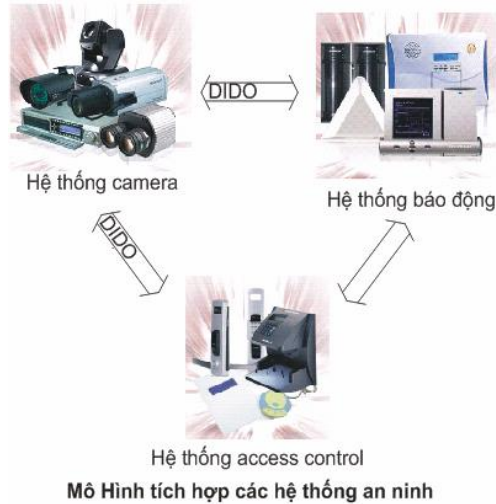 DIDO
Hệ thống camera
Hệ thống báo động
DIDO
Hệ thống access control
Mô Hình tích hợp các hệ thống an ninh